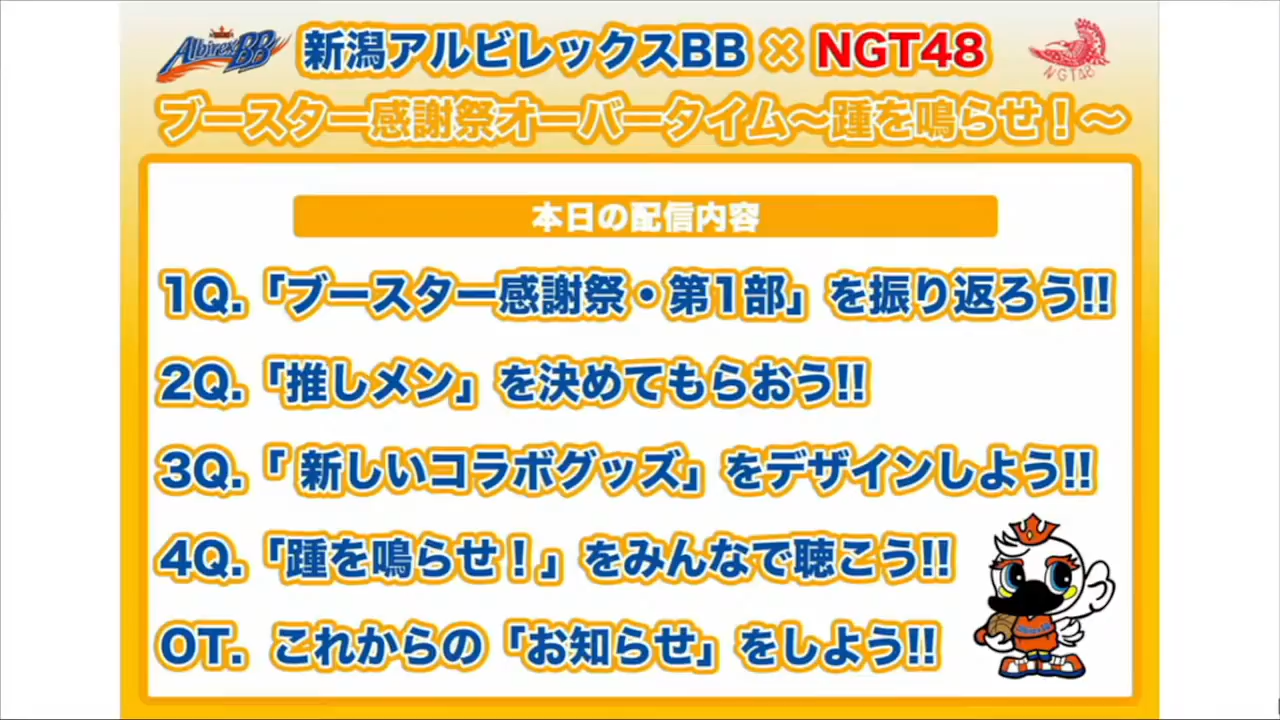 AlbirexBB 新潟アルビレックスBB × NGT48 NGT48
ブースター感謝祭オーバータイム～踵を鳴らせ！～
本日の配信内容
1Q.「ブースター感謝祭・第1部」を振り返ろう!!
2Q.「推しメン」を決めてもらおう!!
3Q.「 新しいコラボグッズ」をデザインしよう!!
4Q.「踵を鳴らせ！」をみんなで聴こう!!
OT. これからの「お知らせ」をしよう!!